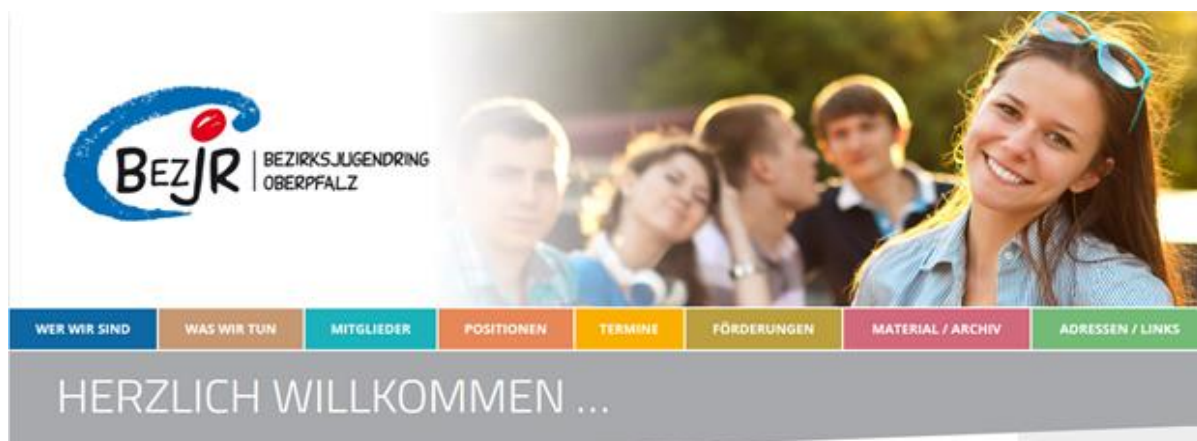 BEZJR
BEZIRKSJUGENDRING
OBERPFALZ
WER WIR SIND
WAS WIR TUN
MITGLIEDER
POSITIONEN
TERMINE
FÖRDERUNGEN
MATERIAL / ARCHIV
ADRESSEN / LINKS
HERZLICH WILLKOMMEN ...